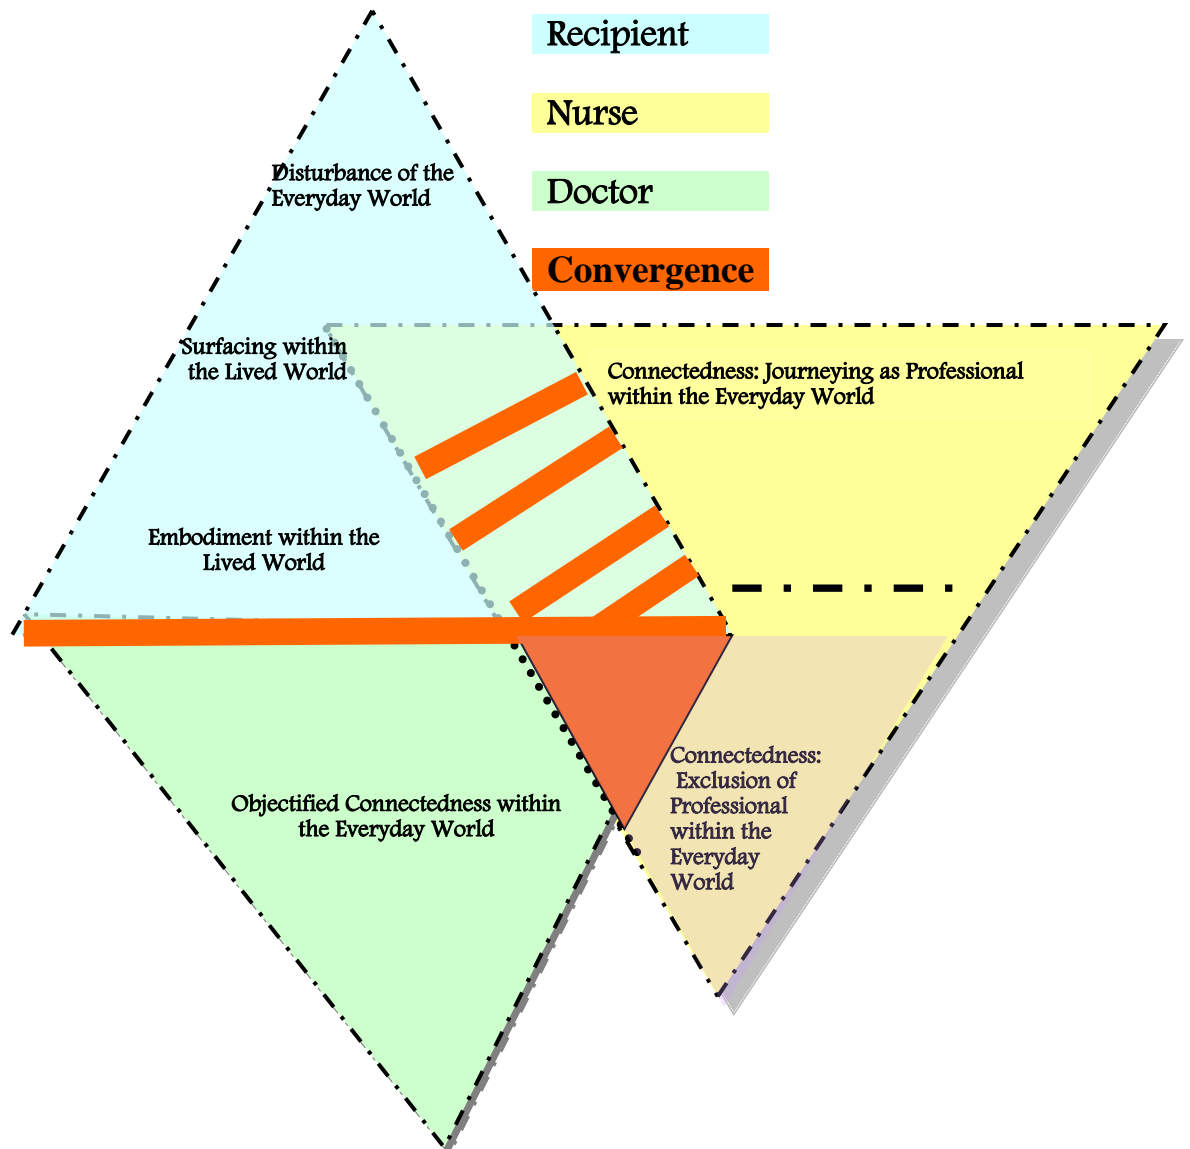 Recipient
Nurse
Doctor
Convergence
Disturbance of the
Everyday World
Surfacing within
the Lived World
Connectedness: Journeying as Professional
within the Everyday World
Embodiment within the
Lived World
Objectified Connectedness within
the Everyday World
Connectedness:
Exclusion of
Professional
within the
Everyday
World